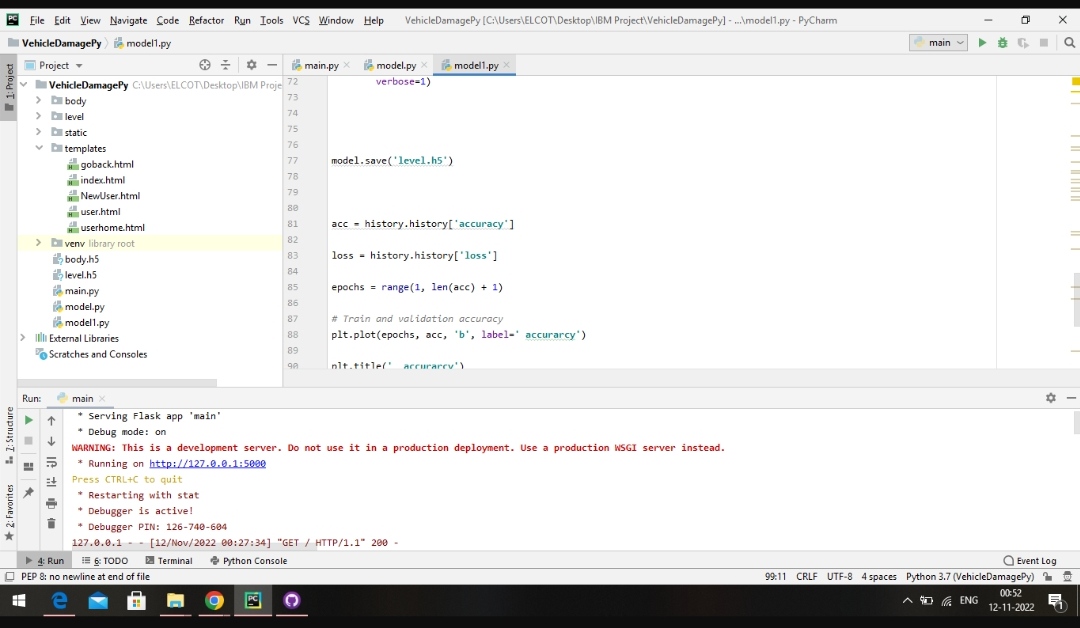 File Edit View Navigate Code Refactor Run Tools VCS Window Help VehicleDamagePy [C:\Users\ELCOT\Desktop\IBM Project\VehicleDamagePy] - ...\model1.py - PyCharm
VehicleDamagePy model1.py main
1: Project
Project
main.py model.py model1.py
VehicleDamagePy C:\Users\ELCOT\Desktop\IBM Proje
body
level
static
templates
goback.html
index.html
NewUser.html
user.html
userhome.html
venv library root
body.h5
level.h5
main.py
model.py
model1.py
External Libraries
Scratches and Consoles
72 verbose=1)
73
74
75
76
77 model.save('level.h5')
78
79
80
81 acc = history.history['accuracy']
82
83 loss = history.history['loss']
84
85 epochs = range(1, len(acc) + 1)
86
87 # Train and validation accuracy
88 plt.plot(epochs, acc, 'b', label=' accurarcy')
89
90 plt.title(' accurarcy')
Run: main
7: Structure
2: Favorites
* Serving Flask app 'main'
* Debug mode: on
WARNING: This is a development server. Do not use it in a production deployment. Use a production WSGI server instead.
* Running on http://127.0.0.1:5000
Press CTRL+C to quit
* Restarting with stat
* Debugger is active!
* Debugger PIN: 126-740-604
127.0.0.1 - - [12/Nov/2022 00:27:34] "GET / HTTP/1.1" 200 -
4: Run 6: TODO Terminal Python Console Event Log
PEP 8: no newline at end of file 99:11 CRLF UTF-8 4 spaces Python 3.7 (VehicleDamagePy)
ENG 00:52
12-11-2022 1